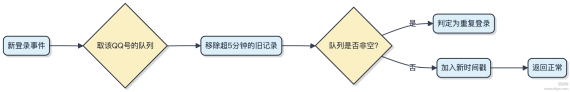 新登录事件
取该QQ号的队列
移除超5分钟的旧记录
队列是否非空?
是
判定为重复登录
否
加入新时间戳
返回正常